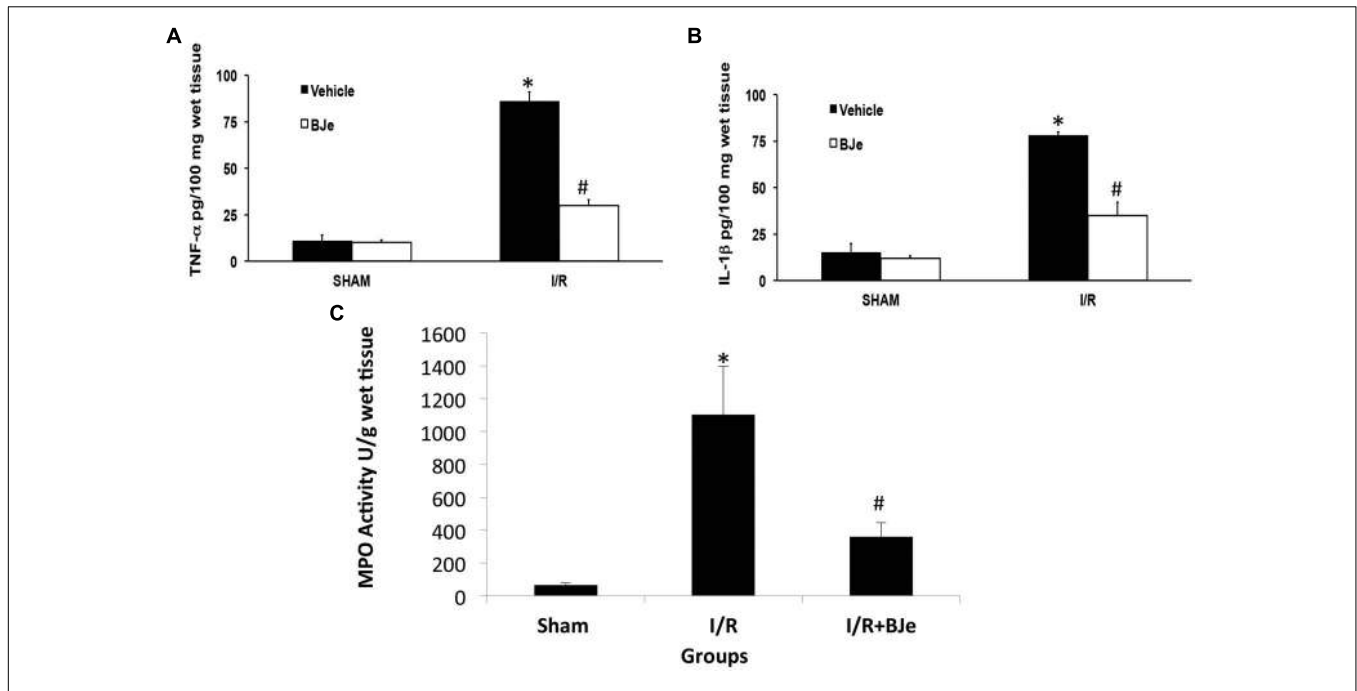 A
TNF-α pg/100 mg wet tissue
100
75
50
25
0
Vehicle
BJe
*
#
SHAM I/R
B
IL-1β pg/100 mg wet tissue
100
75
50
25
0
Vehicle
BJe
*
#
SHAM I/R
C
MPO Activity U/g wet tissue
1600
1400
1200
1000
800
600
400
200
0
*
#
Sham I/R I/R+BJe
Groups